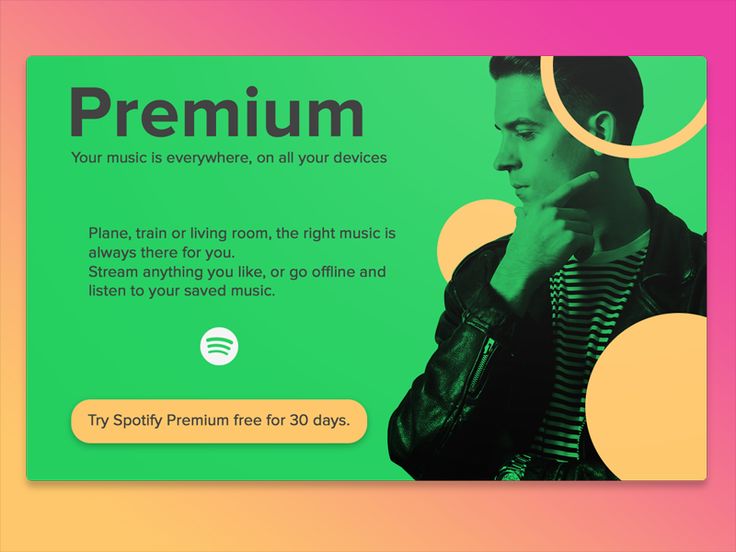 Premium
Your music is everywhere, on all your devices
Plane, train or living room, the right music is
always there for you.
Stream anything you like, or go offline and
listen to your saved music.
Try Spotify Premium free for 30 days.